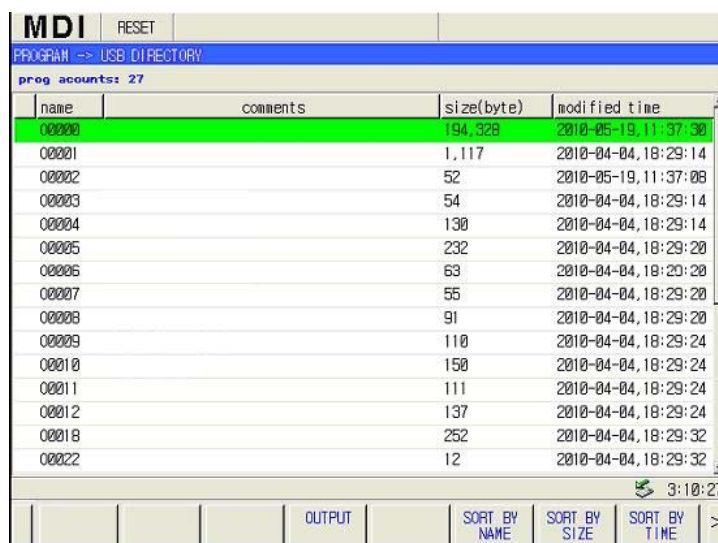 MDI RESET
PROGRAM -> USB DIRECTORY
prog acounts: 27
name comments size(byte) modified time
O0000 194,328 2010-05-19,11:37:30
O0001 1,117 2010-04-04,18:29:14
O0002 52 2010-05-19,11:37:08
O0003 54 2010-04-04,18:29:14
O0004 130 2010-04-04,18:29:14
O0005 232 2010-04-04,18:29:20
O0006 63 2010-04-04,18:29:20
O0007 55 2010-04-04,18:29:20
O0008 91 2010-04-04,18:29:20
O0009 110 2010-04-04,18:29:24
O0010 150 2010-04-04,18:29:24
O0011 111 2010-04-04,18:29:24
O0012 137 2010-04-04,18:29:24
O0018 252 2010-04-04,18:29:32
O0022 12 2010-04-04,18:29:32
3:10:2
OUTPUT SORT BY NAME SORT BY SIZE SORT BY TIME >